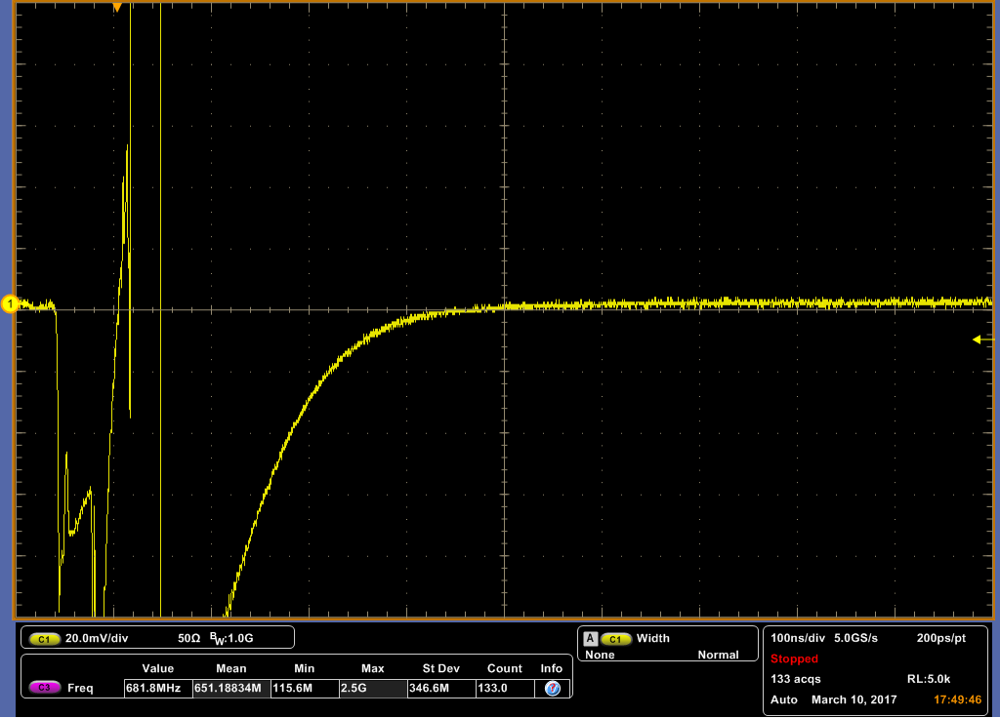 1
C1 20.0mV/div 50Ω BW:1.0G
A C1 Width
None Normal
100ns/div 5.0GS/s 200ps/pt
Stopped
133 acqs RL:5.0k
Auto March 10, 2017 17:49:46
Value Mean Min Max St Dev Count Info
C3 Freq 681.8MHz 651.18834M 115.6M 2.5G 346.6M 133.0